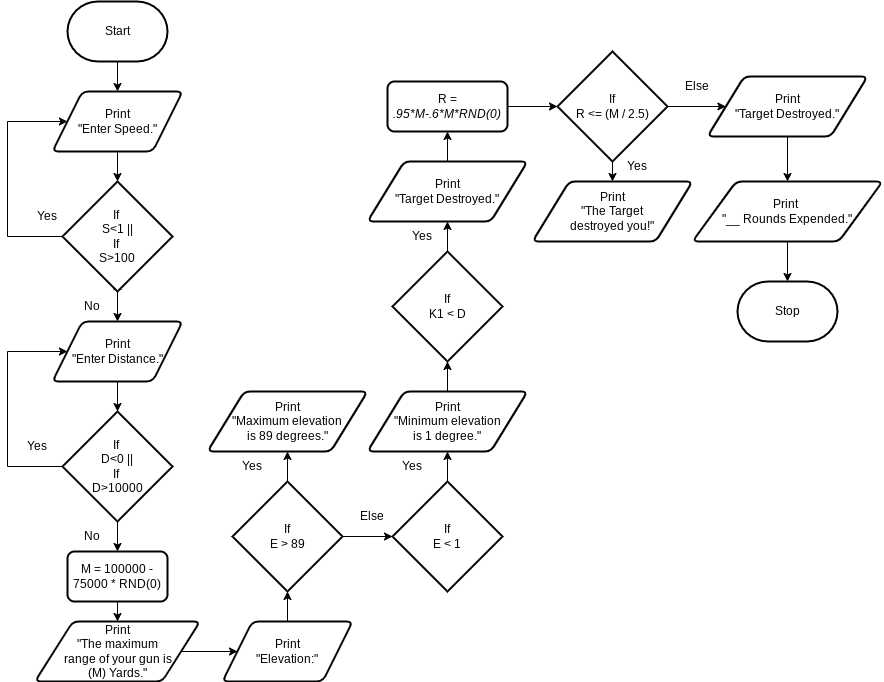 Start
Print
"Enter Speed."
If
S<1 ||
If
S>100
Yes
No
Print
"Enter Distance."
If
D<0 ||
If
D>10000
Yes
No
M = 100000 -
75000 * RND(0)
Print
"The maximum
range of your gun is
(M) Yards."
Print
"Elevation:"
If
E > 89
Yes
Print
"Maximum elevation
is 89 degrees."
Else
If
E < 1
Yes
Print
"Minimum elevation
is 1 degree."
If
K1 < D
Yes
Print
"Target Destroyed."
R =
.95*M-.6*M*RND(0)
If
R <= (M / 2.5)
Yes
Print
"The Target
destroyed you!"
Else
Print
"Target Destroyed."
Print
"__ Rounds Expended."
Stop